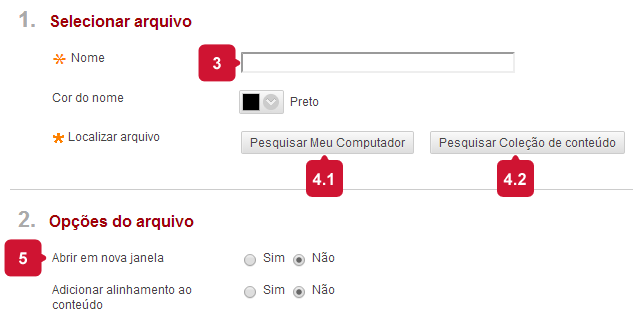 1. Selecionar arquivo
Nome
3
Cor do nome
Preto
Localizar arquivo
Pesquisar Meu Computador
Pesquisar Coleção de conteúdo
4.1
4.2
2. Opções do arquivo
5
Abrir em nova janela
Sim
Não
Adicionar alinhamento ao
conteúdo
Sim
Não